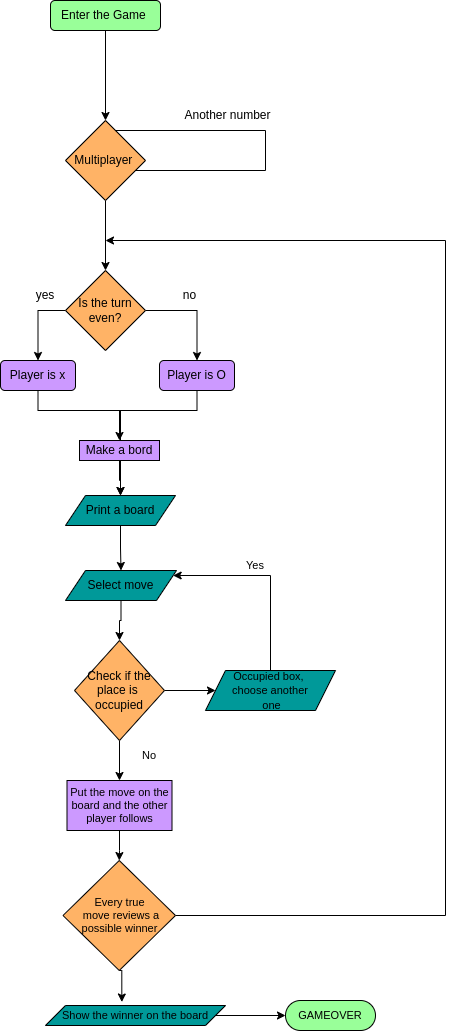 Enter the Game
Another number
Multiplayer
yes
no
Is the turn
even?
Player is x
Player is O
Make a bord
Print a board
Yes
Select move
Check if the
place is
occupied
Occupied box,
choose another
one
No
Put the move on the
board and the other
player follows
Every true
move reviews a
possible winner
Show the winner on the board
GAMEOVER